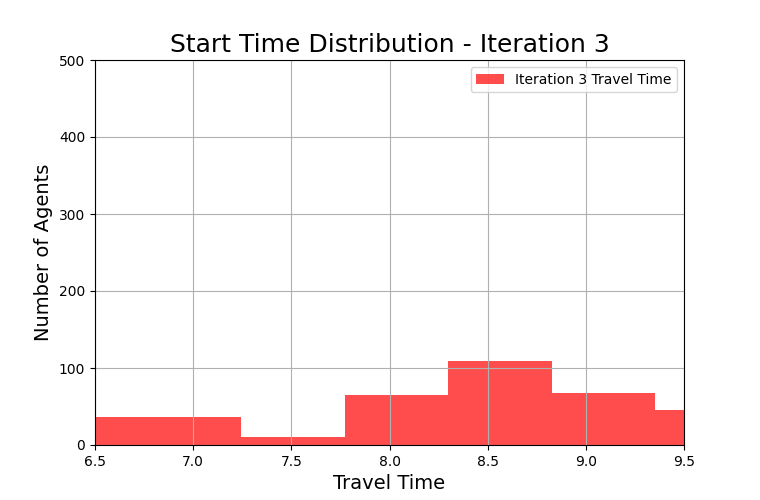 Start Time Distribution - Iteration 3
Iteration 3 Travel Time
Number of Agents
500
400
300
200
100
0
6.5 7.0 7.5 8.0 8.5 9.0 9.5
Travel Time